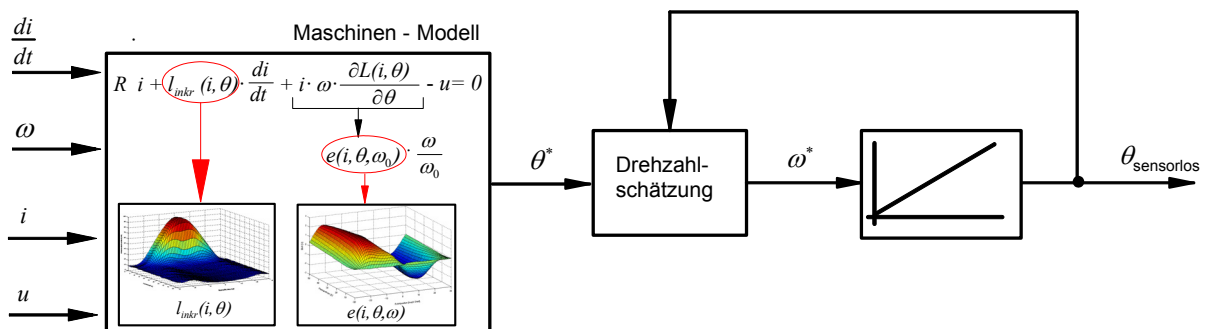 Maschinen - Modell
di
dt
R i + l_inkr (i, θ) · di/dt + i · ω · ∂L(i, θ)/∂θ - u = 0
ω
e(i, θ, ω₀) · ω/ω₀
θ*
Drehzahl-
schätzung
ω*
θ_sensorlos
i
u
l_inkr (i, θ)
e(i, θ, ω)